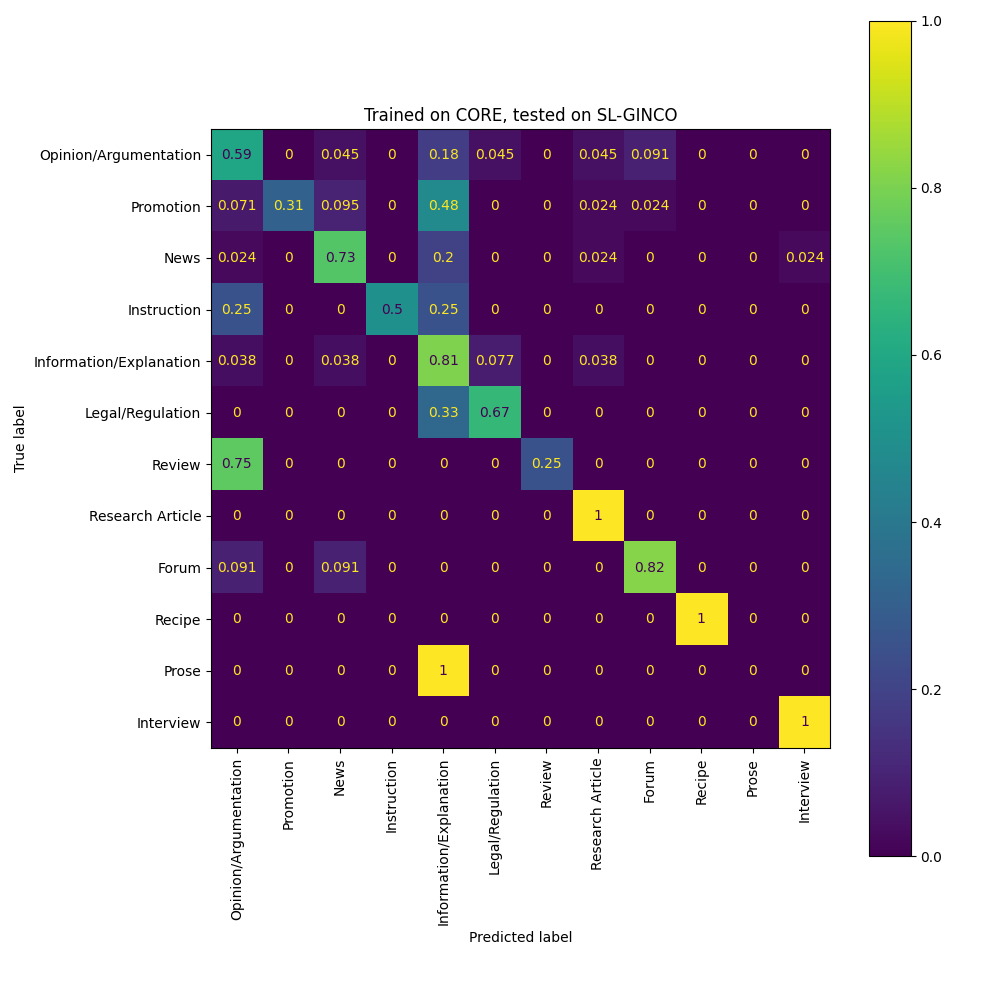 Trained on CORE, tested on SL-GINCO
1.0
Opinion/Argumentation 0.59 0 0.045 0 0.18 0.045 0 0.045 0.091 0 0 0
Promotion 0.071 0.31 0.095 0 0.48 0 0 0.024 0.024 0 0 0
0.8
News 0.024 0 0.73 0 0.2 0 0 0.024 0 0 0 0.024
Instruction 0.25 0 0 0.5 0.25 0 0 0 0 0 0 0
0.6
Information/Explanation 0.038 0 0.038 0 0.81 0.077 0 0.038 0 0 0 0
Legal/Regulation 0 0 0 0 0.33 0.67 0 0 0 0 0 0
True label
Review 0.75 0 0 0 0 0 0.25 0 0 0 0 0
Research Article 0 0 0 0 0 0 0 1 0 0 0 0
0.4
Forum 0.091 0 0.091 0 0 0 0 0 0.82 0 0 0
Recipe 0 0 0 0 0 0 0 0 0 1 0 0
Prose 0 0 0 0 1 0 0 0 0 0 0 0
0.2
Interview 0 0 0 0 0 0 0 0 0 0 0 1
0.0
Opinion/Argumentation
Promotion
News
Instruction
Information/Explanation
Legal/Regulation
Review
Research Article
Forum
Recipe
Prose
Interview
Predicted label